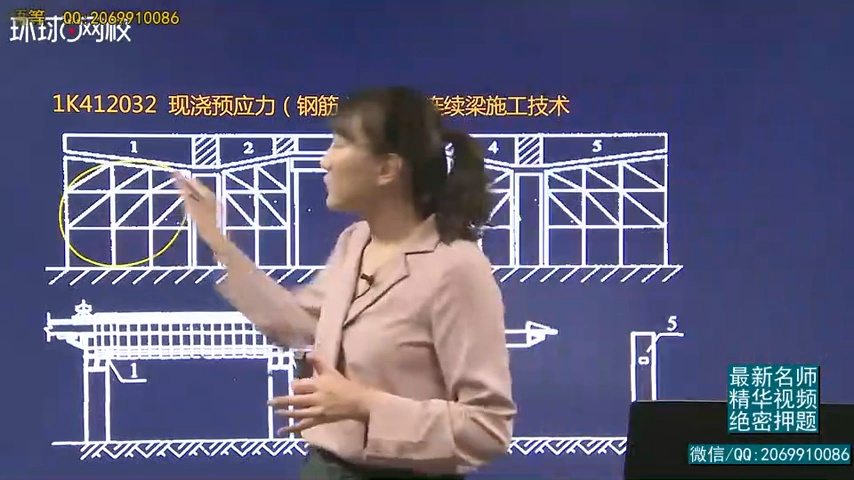 QQ:2069910086
环球网校
1K412032 现浇预应力（钢筋 连续梁施工技术
1 2 4 5
5
1
最新名师
精华视频
绝密押题
微信/QQ:2069910086